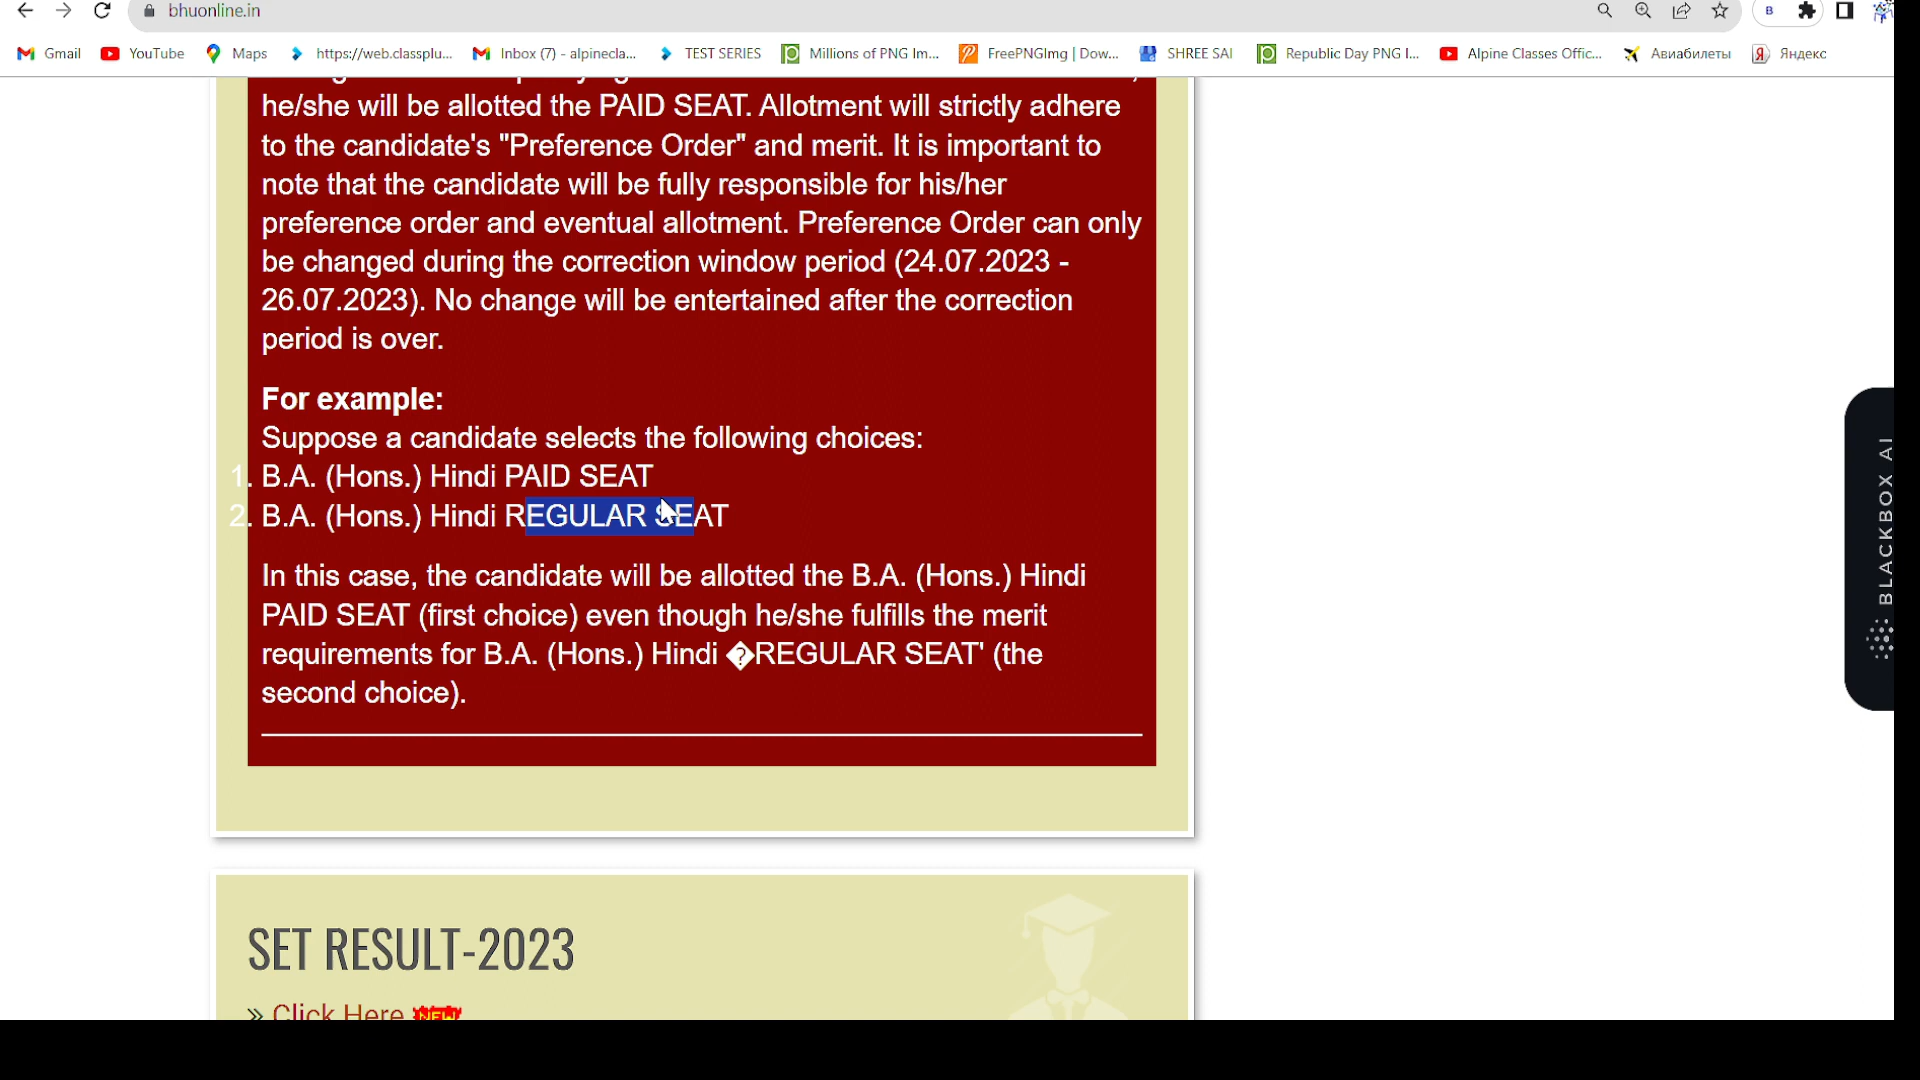 bhuonline.in
B
Gmail YouTube Maps https://web.classplu... Inbox (7) - alpinecla... TEST SERIES Millions of PNG Im... FreePNGImg | Dow... SHREE SAI Republic Day PNG I... Alpine Classes Offic... Авиабилеты Яндекс
he/she will be allotted the PAID SEAT. Allotment will strictly adhere
to the candidate's "Preference Order" and merit. It is important to
note that the candidate will be fully responsible for his/her
preference order and eventual allotment. Preference Order can only
be changed during the correction window period (24.07.2023 -
26.07.2023). No change will be entertained after the correction
period is over.
For example:
Suppose a candidate selects the following choices:
1. B.A. (Hons.) Hindi PAID SEAT
2. B.A. (Hons.) Hindi REGULAR SEAT
In this case, the candidate will be allotted the B.A. (Hons.) Hindi
PAID SEAT (first choice) even though he/she fulfills the merit
requirements for B.A. (Hons.) Hindi �REGULAR SEAT' (the
second choice).
BLACKBOX AI
SET RESULT-2023
» Click Here NEW